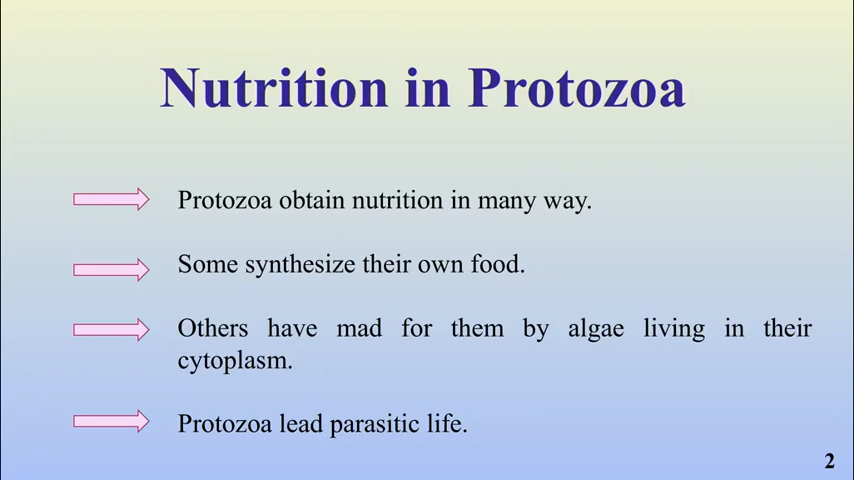 Nutrition in Protozoa
Protozoa obtain nutrition in many way.
Some synthesize their own food.
Others have mad for them by algae living in their
cytoplasm.
Protozoa lead parasitic life.
2